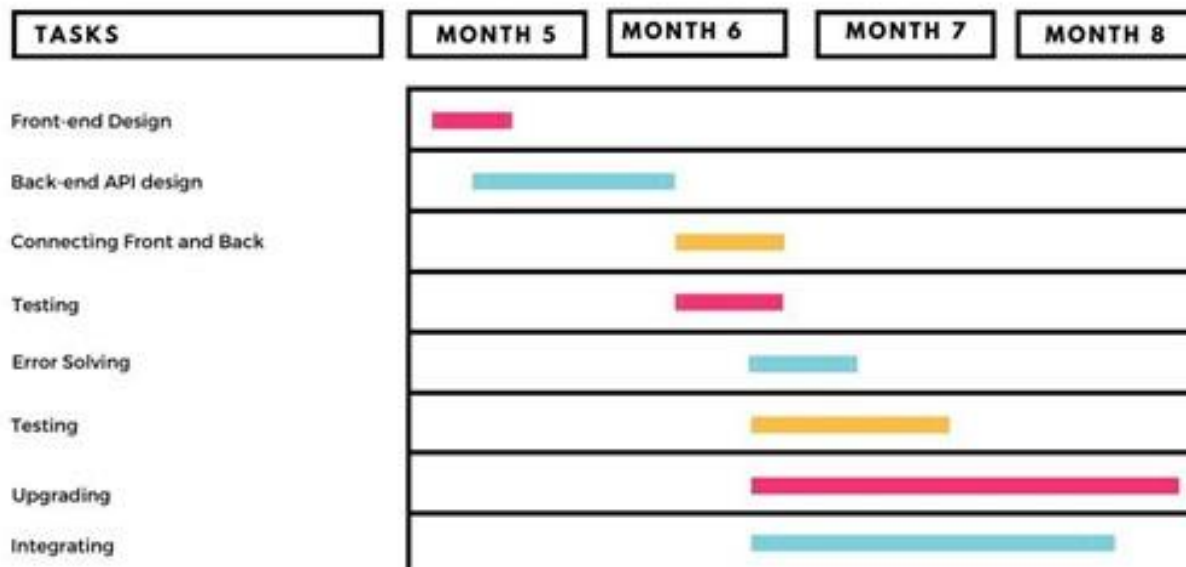 TASKS
MONTH 5
MONTH 6
MONTH 7
MONTH 8
Front-end Design
Back-end API design
Connecting Front and Back
Testing
Error Solving
Testing
Upgrading
Integrating